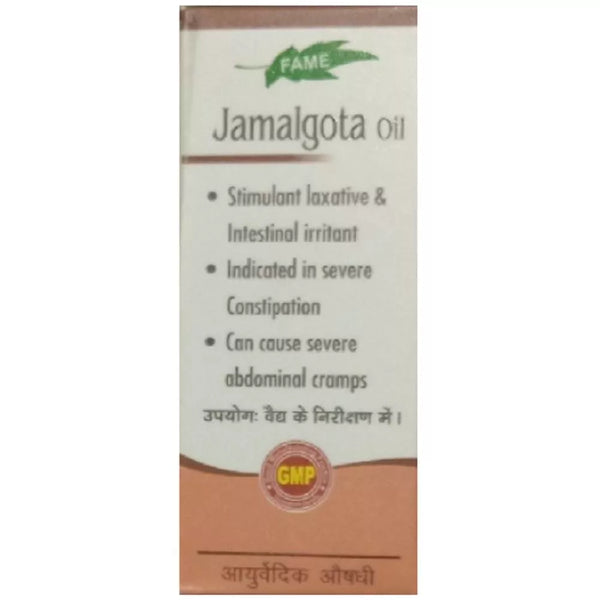 FAME
Jamalgota Oil
• Stimulant laxative &
Intestinal irritant
• Indicated in severe
Constipation
• Can cause severe
abdominal cramps
उपयोगः वैद्य के निरीक्षण में।
GMP
आयुर्वेदिक औषधी